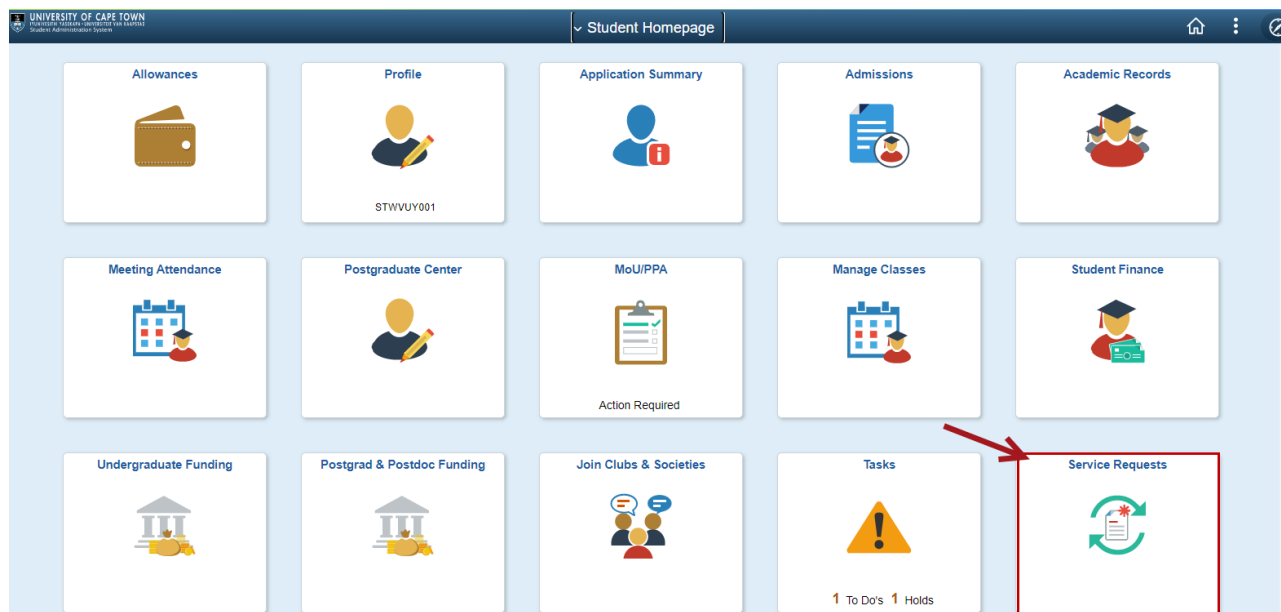 UNIVERSITY OF CAPE TOWN
Student Administration System
Student Homepage
Allowances
Profile
Application Summary
Admissions
Academic Records
STWVUY001
Meeting Attendance
Postgraduate Center
MoU/PPA
Manage Classes
Student Finance
Action Required
Undergraduate Funding
Postgrad & Postdoc Funding
Join Clubs & Societies
Tasks
Service Requests
1 To Do's 1 Holds